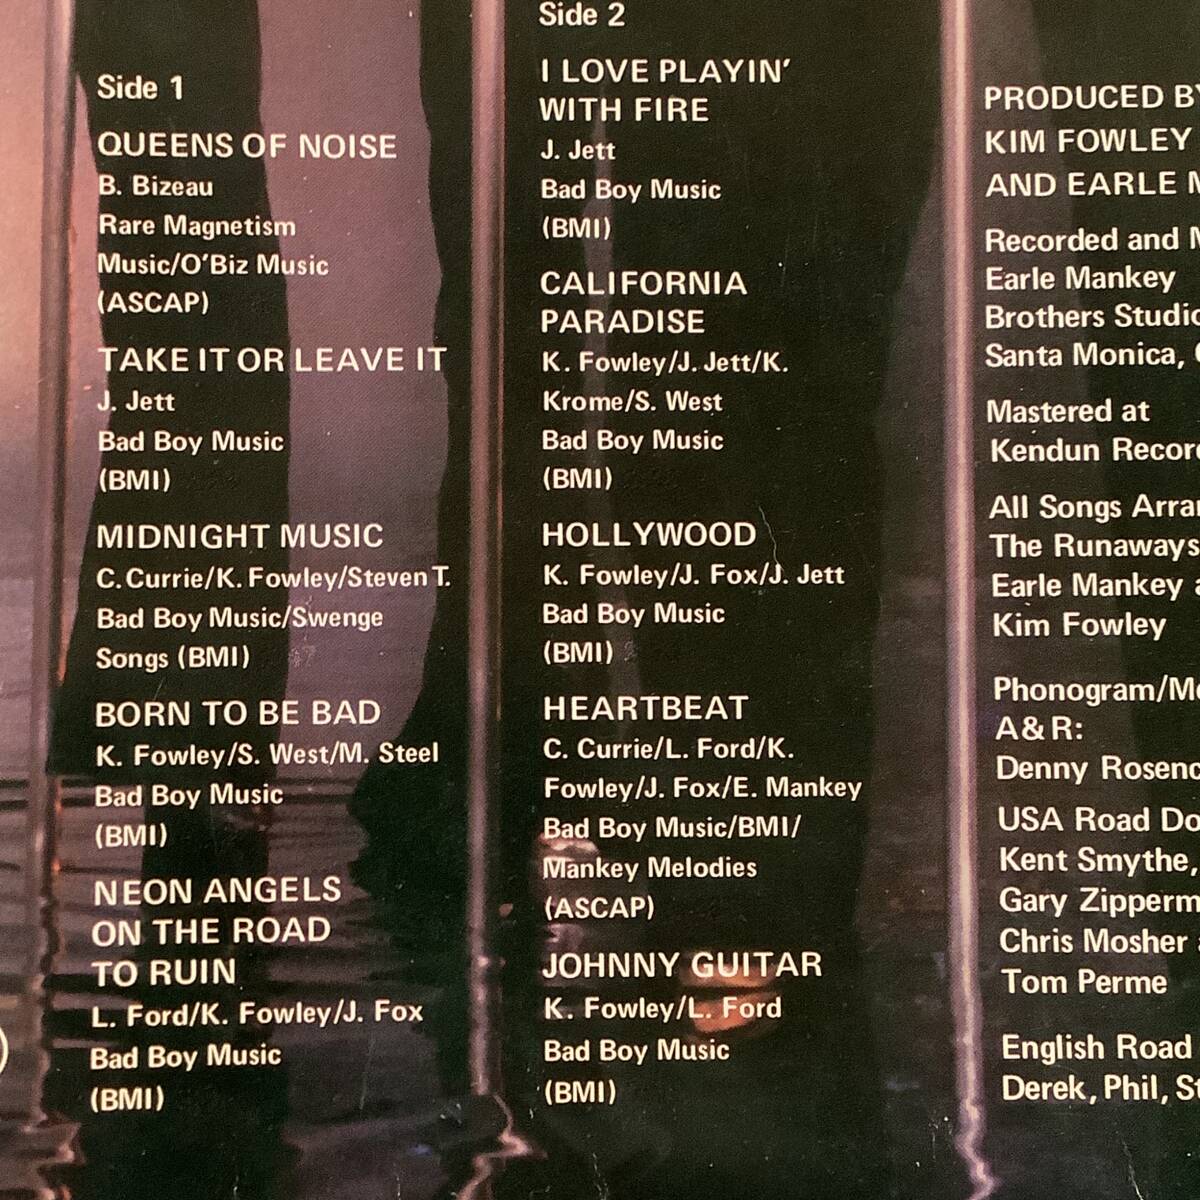 Side 1
QUEENS OF NOISE
B. Bizeau
Rare Magnetism
Music/O'Biz Music
(ASCAP)
TAKE IT OR LEAVE IT
J. Jett
Bad Boy Music
(BMI)
MIDNIGHT MUSIC
C. Currie/K. Fowley/Steven T.
Bad Boy Music/Swenge
Songs (BMI)
BORN TO BE BAD
K. Fowley/S. West/M. Steel
Bad Boy Music
(BMI)
NEON ANGELS
ON THE ROAD
TO RUIN
L. Ford/K. Fowley/J. Fox
Bad Boy Music
(BMI)
Side 2
I LOVE PLAYIN'
WITH FIRE
J. Jett
Bad Boy Music
(BMI)
CALIFORNIA
PARADISE
K. Fowley/J. Jett/K.
Krome/S. West
Bad Boy Music
(BMI)
HOLLYWOOD
K. Fowley/J. Fox/J. Jett
Bad Boy Music
(BMI)
HEARTBEAT
C. Currie/L. Ford/K.
Fowley/J. Fox/E. Mankey
Bad Boy Music/BMI/
Mankey Melodies
(ASCAP)
JOHNNY GUITAR
K. Fowley/L. Ford
Bad Boy Music
(BMI)
PRODUCED
KIM FOWLEY
AND EARLE
Recorded and
Earle Mankey
Brothers
Santa Monica,
Mastered at
Kendun
All Songs
The Runaways
Earle Mankey
Kim Fowley
Phonogram/
A&R:
Denny
USA Road
Kent Smythe,
Gary
Chris Mosher
Tom Perme
English Road
Derek, Phil,